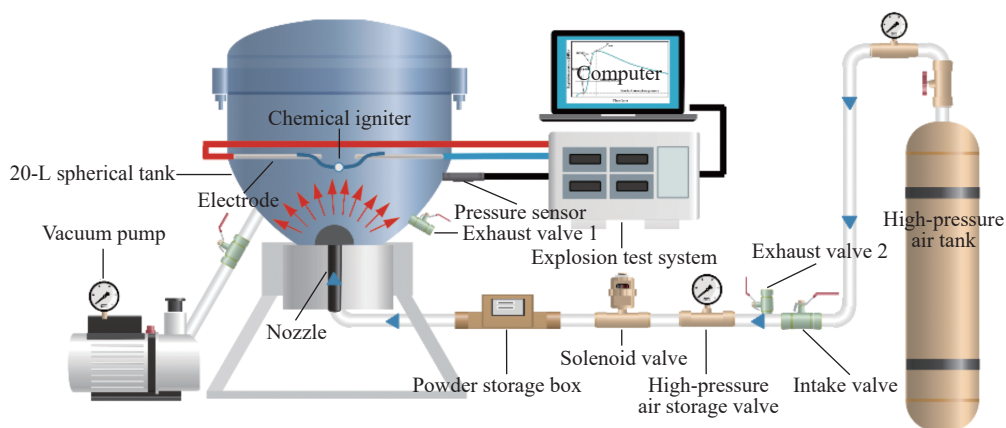 Computer
Chemical igniter
20-L spherical tank
Electrode
Pressure sensor
Exhaust valve 1
Vacuum pump
Explosion test system
Exhaust valve 2
High-pressure
air tank
Nozzle
Solenoid valve
Powder storage box
High-pressure
air storage valve
Intake valve